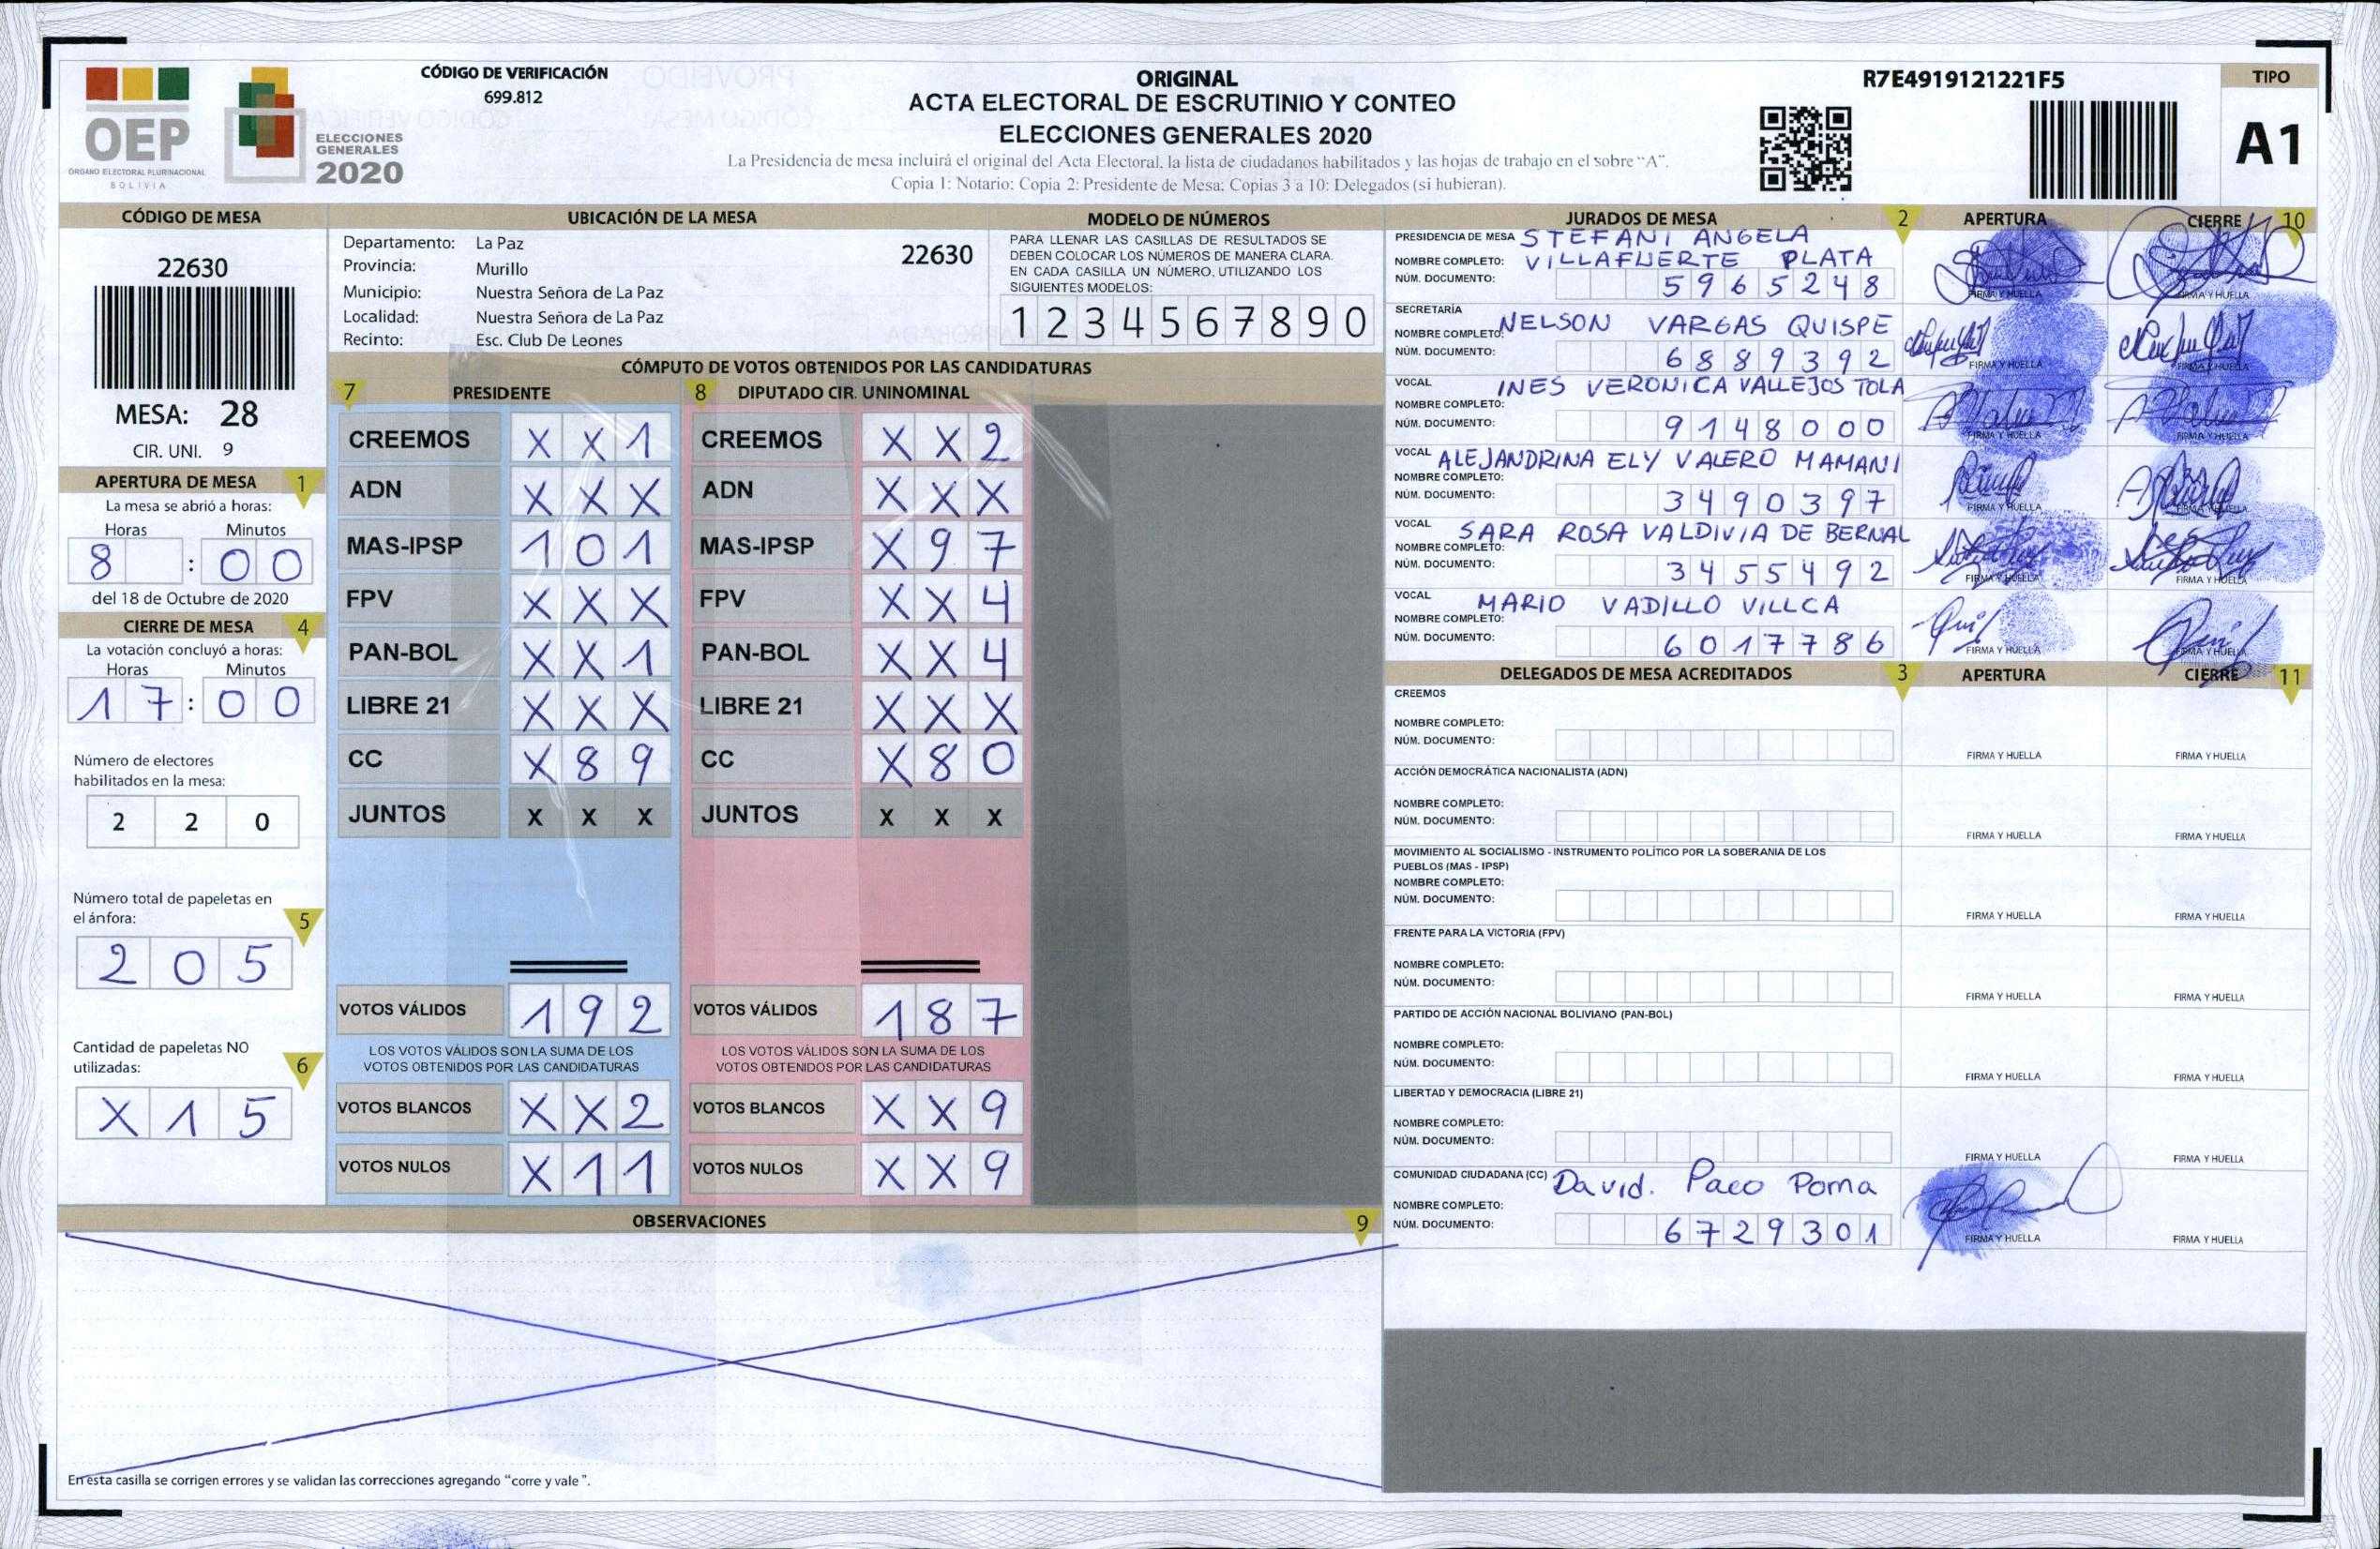 OEP
ÓRGANO ELECTORAL PLURINACIONAL
BOLIVIA
ELECCIONES
GENERALES
2020
CÓDIGO DE VERIFICACIÓN
699.812
ORIGINAL
ACTA ELECTORAL DE ESCRUTINIO Y CONTEO
ELECCIONES GENERALES 2020
La Presidencia de mesa incluirá el original del Acta Electoral, la lista de ciudadanos habilitados y las hojas de trabajo en el sobre "A".
Copia 1: Notario; Copia 2: Presidente de Mesa; Copias 3 a 10: Delegados (si hubieran).
R7E4919121221F5
TIPO
A1
CÓDIGO DE MESA
22630
MESA: 28
CIR. UNI. 9
APERTURA DE MESA 1
La mesa se abrió a horas:
Horas Minutos
8 : 00
del 18 de Octubre de 2020
CIERRE DE MESA 4
La votación concluyó a horas:
Horas Minutos
17 : 00
Número de electores
habilitados en la mesa:
2 2 0
Número total de papeletas en
el ánfora: 5
2 0 5
Cantidad de papeletas NO
utilizadas: 6
X 1 5
UBICACIÓN DE LA MESA
Departamento: La Paz 22630
Provincia: Murillo
Municipio: Nuestra Señora de La Paz
Localidad: Nuestra Señora de La Paz
Recinto: Esc. Club De Leones
MODELO DE NÚMEROS
PARA LLENAR LAS CASILLAS DE RESULTADOS SE
DEBEN COLOCAR LOS NÚMEROS DE MANERA CLARA.
EN CADA CASILLA UN NÚMERO, UTILIZANDO LOS
SIGUIENTES MODELOS:
1 2 3 4 5 6 7 8 9 0
CÓMPUTO DE VOTOS OBTENIDOS POR LAS CANDIDATURAS
7 PRESIDENTE 8 DIPUTADO CIR. UNINOMINAL
CREEMOS X X 1 CREEMOS X X 2
ADN X X X ADN X X X
MAS-IPSP 1 0 1 MAS-IPSP X 9 7
FPV X X X FPV X X 4
PAN-BOL X X 1 PAN-BOL X X 4
LIBRE 21 X X X LIBRE 21 X X X
CC X 8 9 CC X 8 0
JUNTOS X X X JUNTOS X X X
VOTOS VÁLIDOS 1 9 2 VOTOS VÁLIDOS 1 8 7
LOS VOTOS VÁLIDOS SON LA SUMA DE LOS LOS VOTOS VÁLIDOS SON LA SUMA DE LOS
VOTOS OBTENIDOS POR LAS CANDIDATURAS VOTOS OBTENIDOS POR LAS CANDIDATURAS
VOTOS BLANCOS X X 2 VOTOS BLANCOS X X 9
VOTOS NULOS X 1 1 VOTOS NULOS X X 9
OBSERVACIONES 9
En esta casilla se corrigen errores y se validan las correcciones agregando "corre y vale".
JURADOS DE MESA 2 APERTURA CIERRE 10
PRESIDENCIA DE MESA STEFANI ANGELA
NOMBRE COMPLETO: VILLAFUERTE PLATA
NÚM. DOCUMENTO: 5965248 FIRMA Y HUELLA FIRMA Y HUELLA
SECRETARÍA
NOMBRE COMPLETO: NELSON VARGAS QUISPE
NÚM. DOCUMENTO: 6889392 FIRMA Y HUELLA FIRMA Y HUELLA
VOCAL INES VERONICA VALLEJOS TOLA
NOMBRE COMPLETO:
NÚM. DOCUMENTO: 9148000 FIRMA Y HUELLA FIRMA Y HUELLA
VOCAL ALEJANDRINA ELY VALERO MAMANI
NOMBRE COMPLETO:
NÚM. DOCUMENTO: 3490397 FIRMA Y HUELLA FIRMA Y HUELLA
VOCAL SARA ROSA VALDIVIA DE BERNAL
NOMBRE COMPLETO:
NÚM. DOCUMENTO: 3455492 FIRMA Y HUELLA FIRMA Y HUELLA
VOCAL MARIO VADILLO VILLCA
NOMBRE COMPLETO:
NÚM. DOCUMENTO: 6017786 FIRMA Y HUELLA FIRMA Y HUELLA
DELEGADOS DE MESA ACREDITADOS 3 APERTURA CIERRE 11
CREEMOS
NOMBRE COMPLETO:
NÚM. DOCUMENTO: FIRMA Y HUELLA FIRMA Y HUELLA
ACCIÓN DEMOCRÁTICA NACIONALISTA (ADN)
NOMBRE COMPLETO:
NÚM. DOCUMENTO: FIRMA Y HUELLA FIRMA Y HUELLA
MOVIMIENTO AL SOCIALISMO - INSTRUMENTO POLÍTICO POR LA SOBERANIA DE LOS
PUEBLOS (MAS - IPSP)
NOMBRE COMPLETO:
NÚM. DOCUMENTO: FIRMA Y HUELLA FIRMA Y HUELLA
FRENTE PARA LA VICTORIA (FPV)
NOMBRE COMPLETO:
NÚM. DOCUMENTO: FIRMA Y HUELLA FIRMA Y HUELLA
PARTIDO DE ACCIÓN NACIONAL BOLIVIANO (PAN-BOL)
NOMBRE COMPLETO:
NÚM. DOCUMENTO: FIRMA Y HUELLA FIRMA Y HUELLA
LIBERTAD Y DEMOCRACIA (LIBRE 21)
NOMBRE COMPLETO:
NÚM. DOCUMENTO: FIRMA Y HUELLA FIRMA Y HUELLA
COMUNIDAD CIUDADANA (CC) David. Paco Poma
NOMBRE COMPLETO:
NÚM. DOCUMENTO: 6729301 FIRMA Y HUELLA FIRMA Y HUELLA